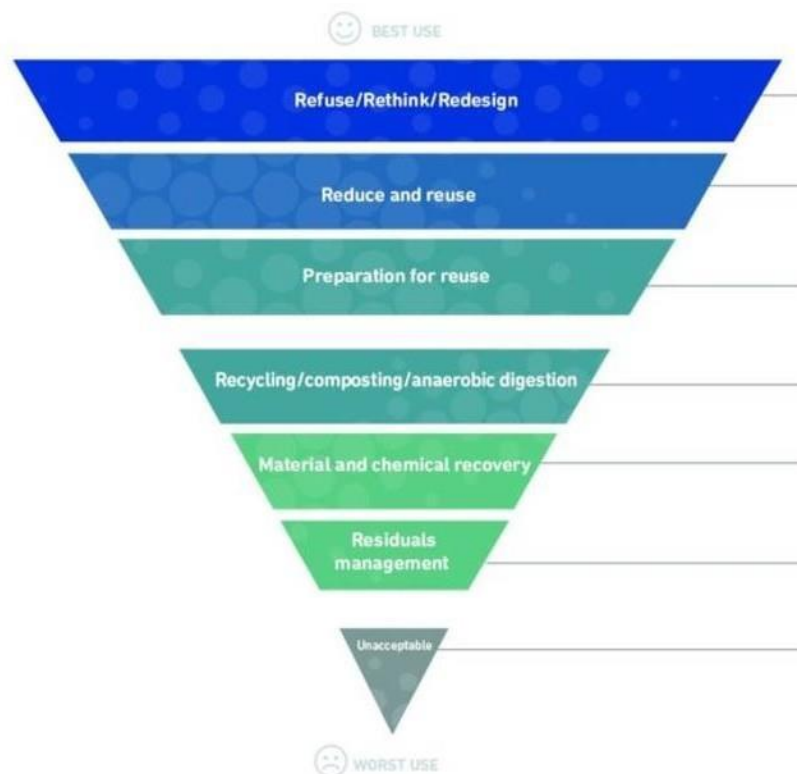 BEST USE
Refuse/Rethink/Redesign
Reduce and reuse
Preparation for reuse
Recycling/composting/anaerobic digestion
Material and chemical recovery
Residuals
management
Unacceptable
WORST USE